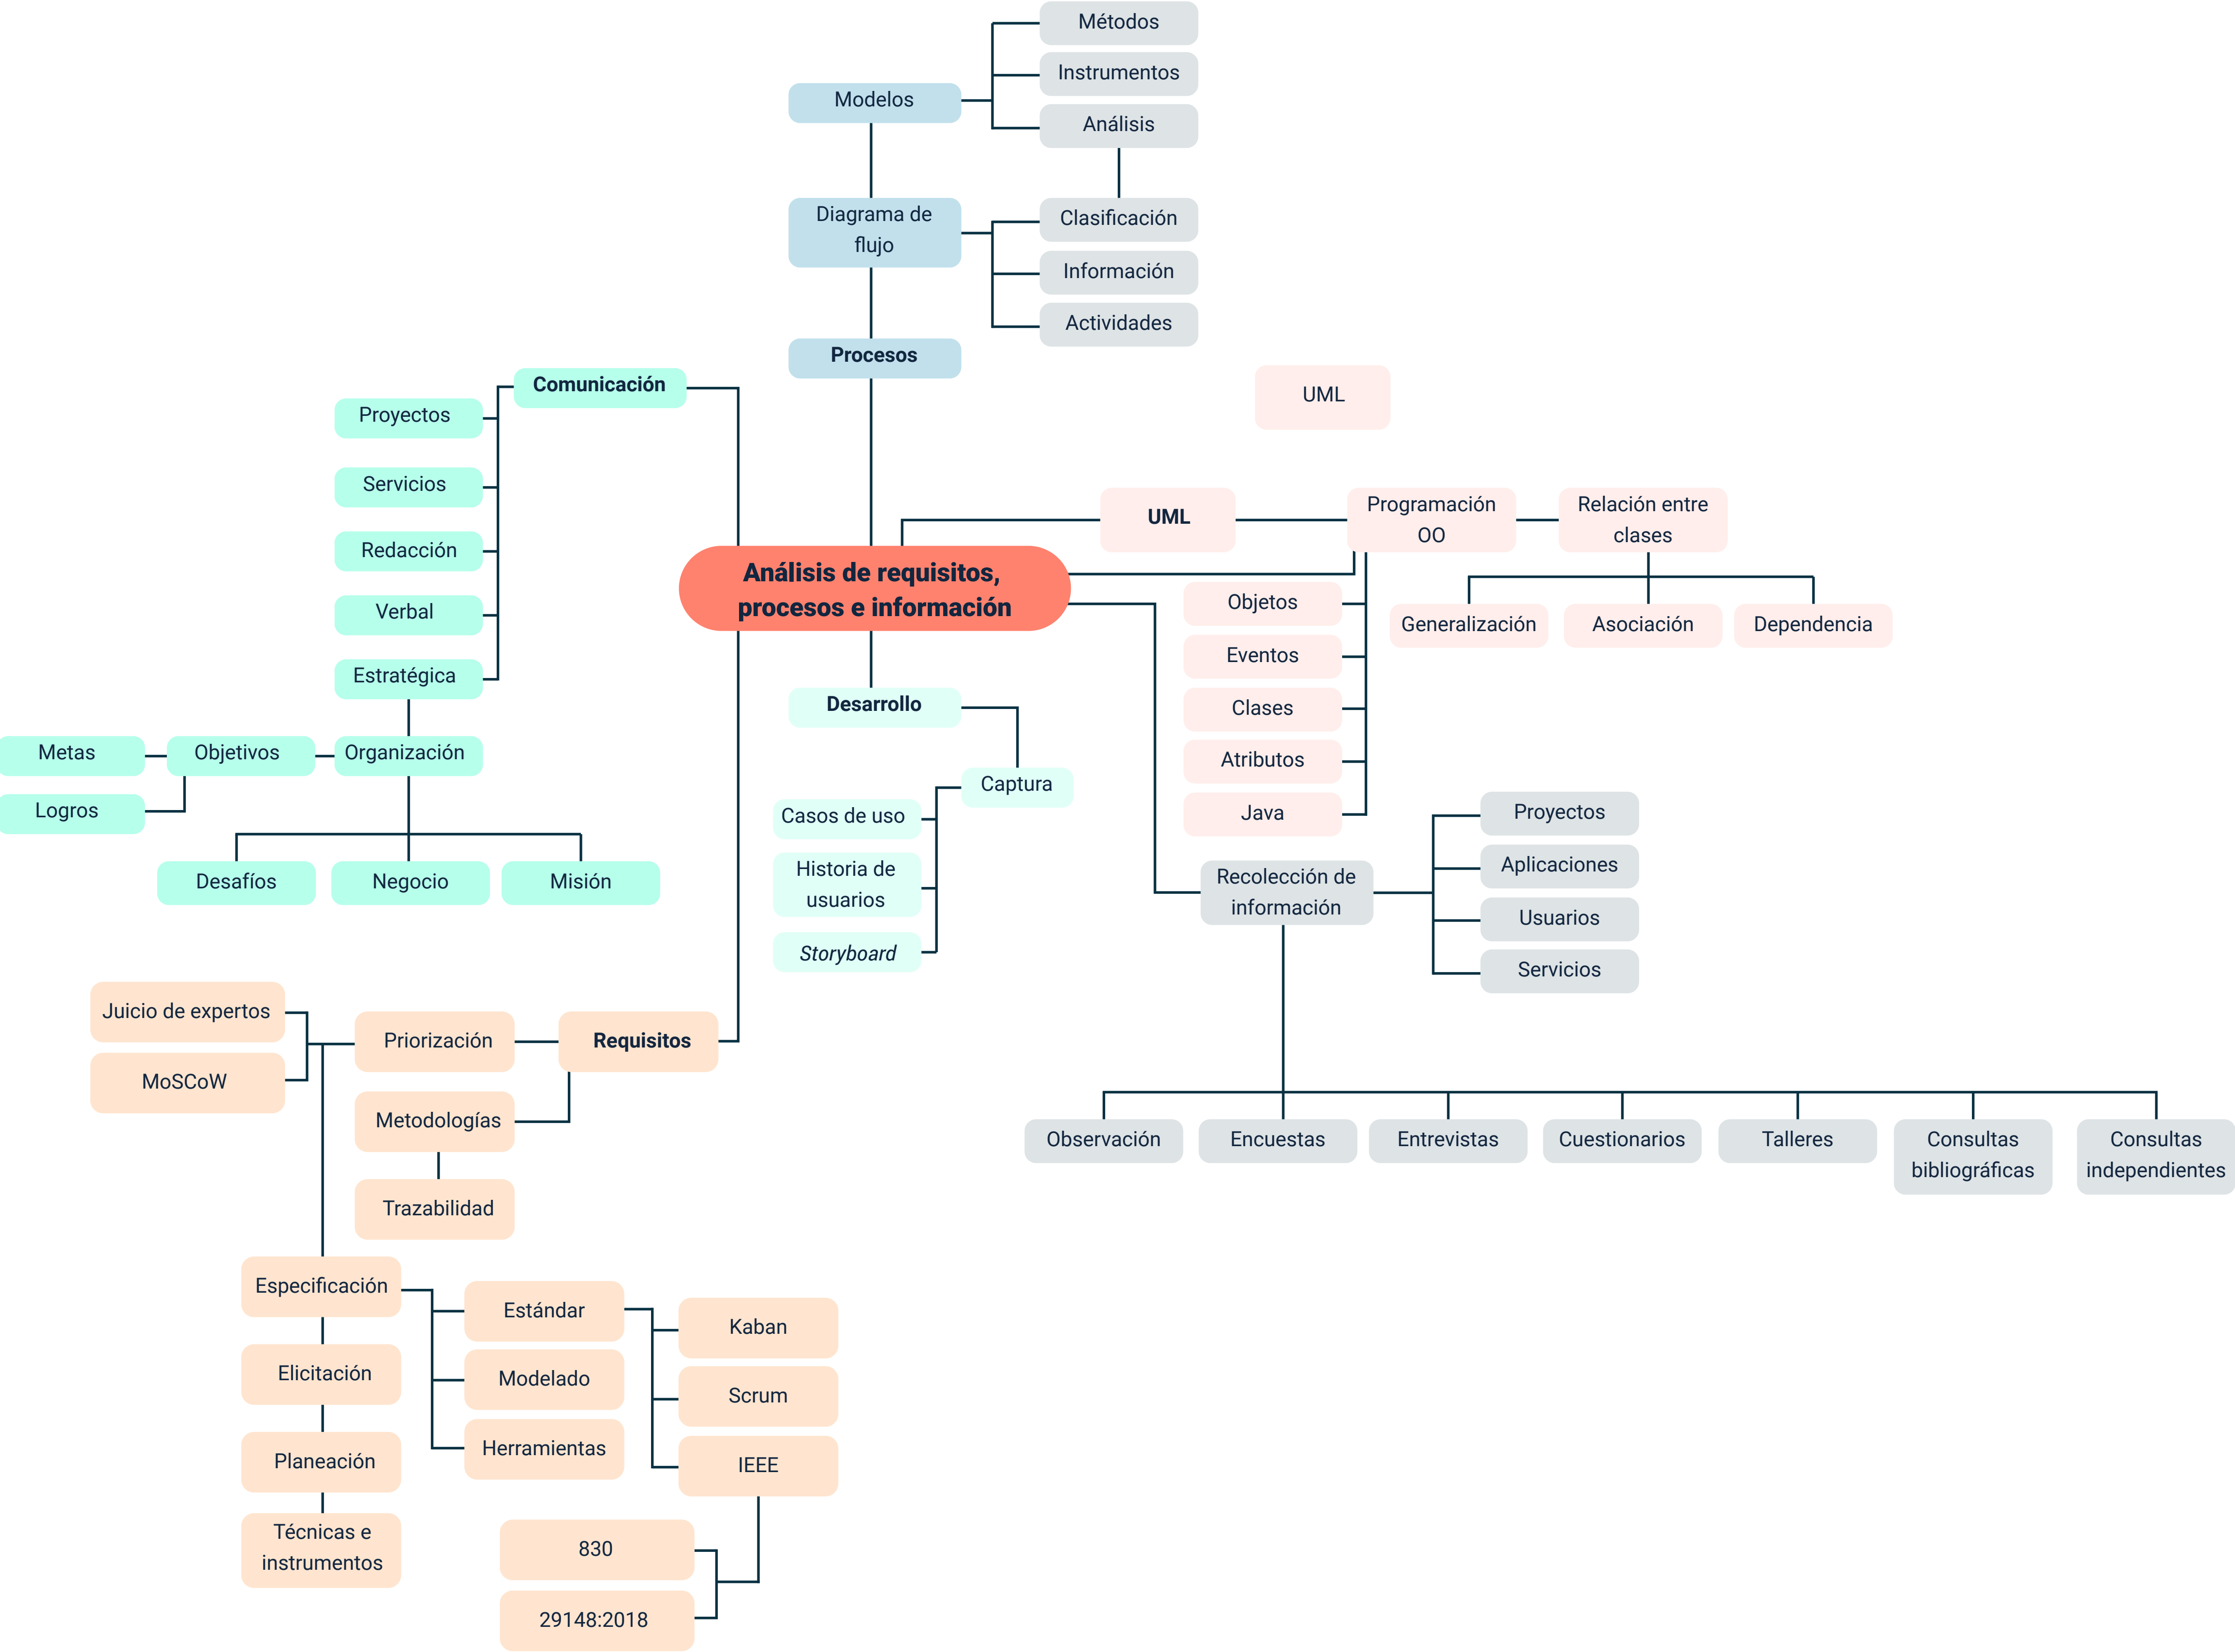 Métodos
Instrumentos
Modelos
Análisis
Diagrama de
flujo
Clasificación
Información
Actividades
Procesos
Comunicación
Proyectos
Servicios
Redacción
Verbal
Estratégica
Metas
Objetivos
Organización
Logros
Desafíos
Negocio
Misión
UML
UML
Programación
OO
Relación entre
clases
Análisis de requisitos,
procesos e información
Objetos
Eventos
Clases
Atributos
Java
Generalización
Asociación
Dependencia
Desarrollo
Captura
Casos de uso
Historia de
usuarios
Storyboard
Recolección de
información
Proyectos
Aplicaciones
Usuarios
Servicios
Observación
Encuestas
Entrevistas
Cuestionarios
Talleres
Consultas
bibliográficas
Consultas
independientes
Juicio de expertos
MoSCoW
Priorización
Requisitos
Metodologías
Trazabilidad
Especificación
Elicitación
Planeación
Técnicas e
instrumentos
Estándar
Modelado
Herramientas
Kaban
Scrum
IEEE
830
29148:2018